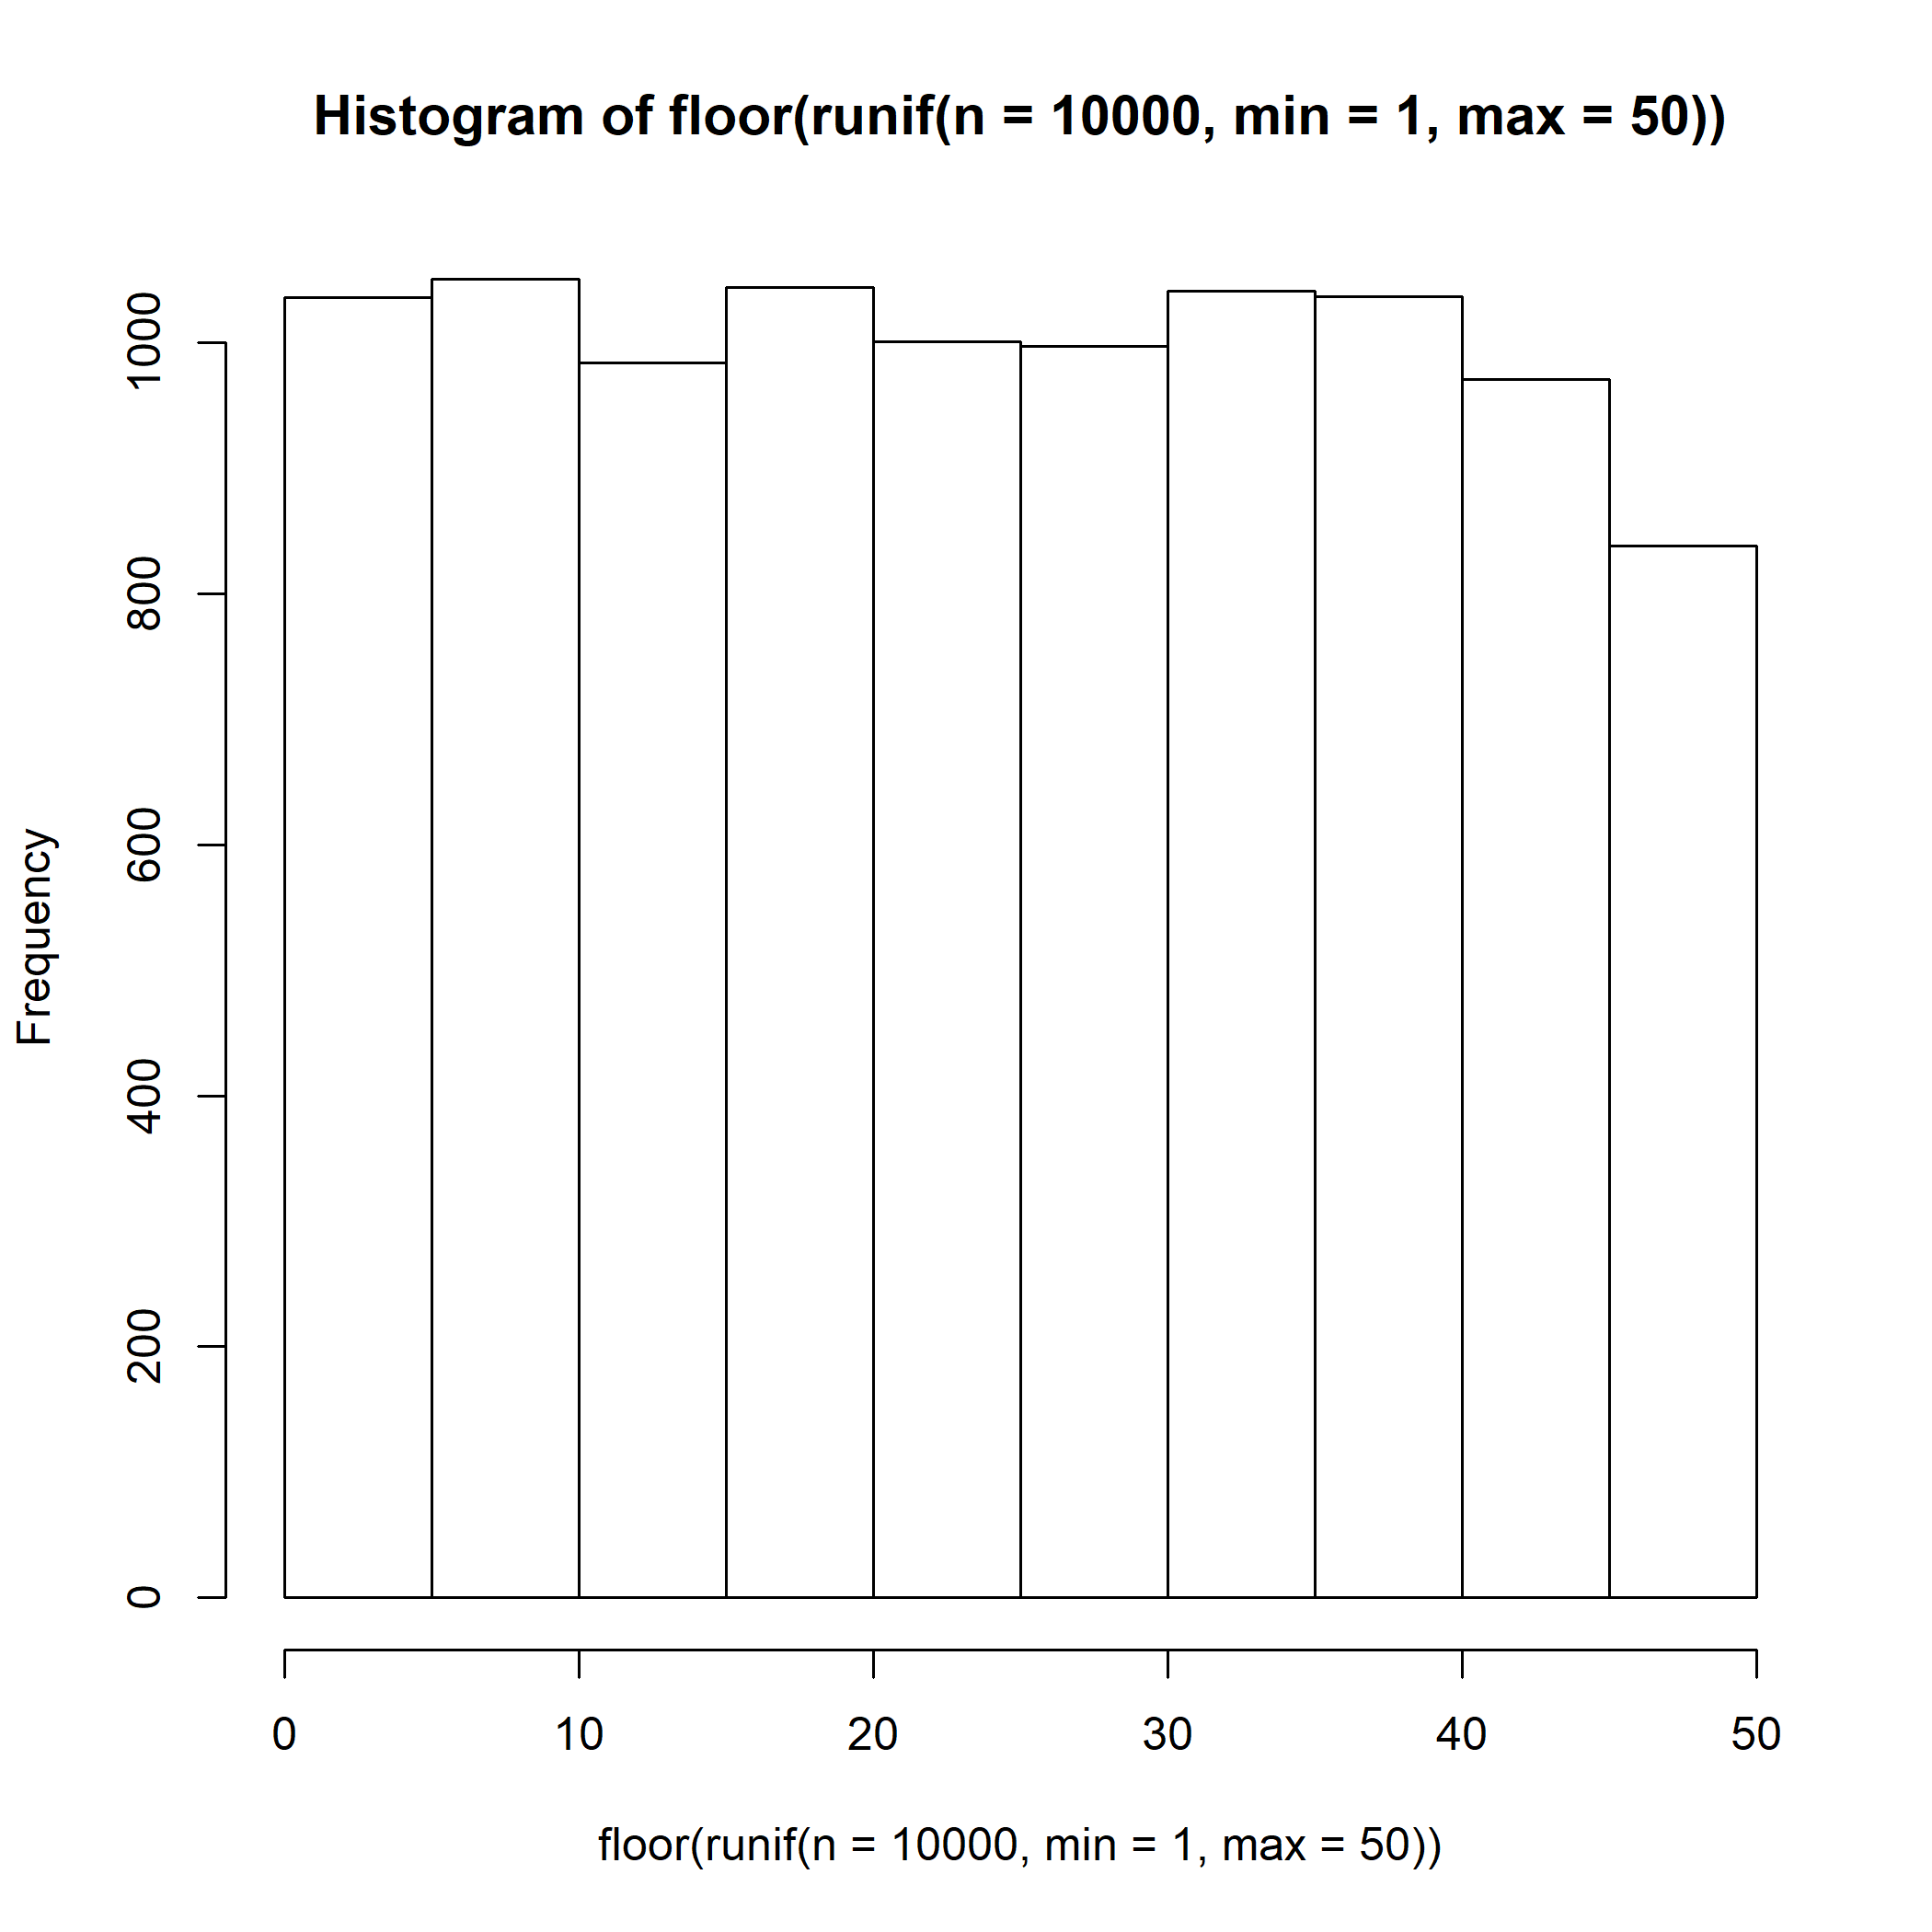 Histogram of floor(runif(n = 10000, min = 1, max = 50))
Frequency
1000
800
600
400
200
0
0 10 20 30 40 50
floor(runif(n = 10000, min = 1, max = 50))